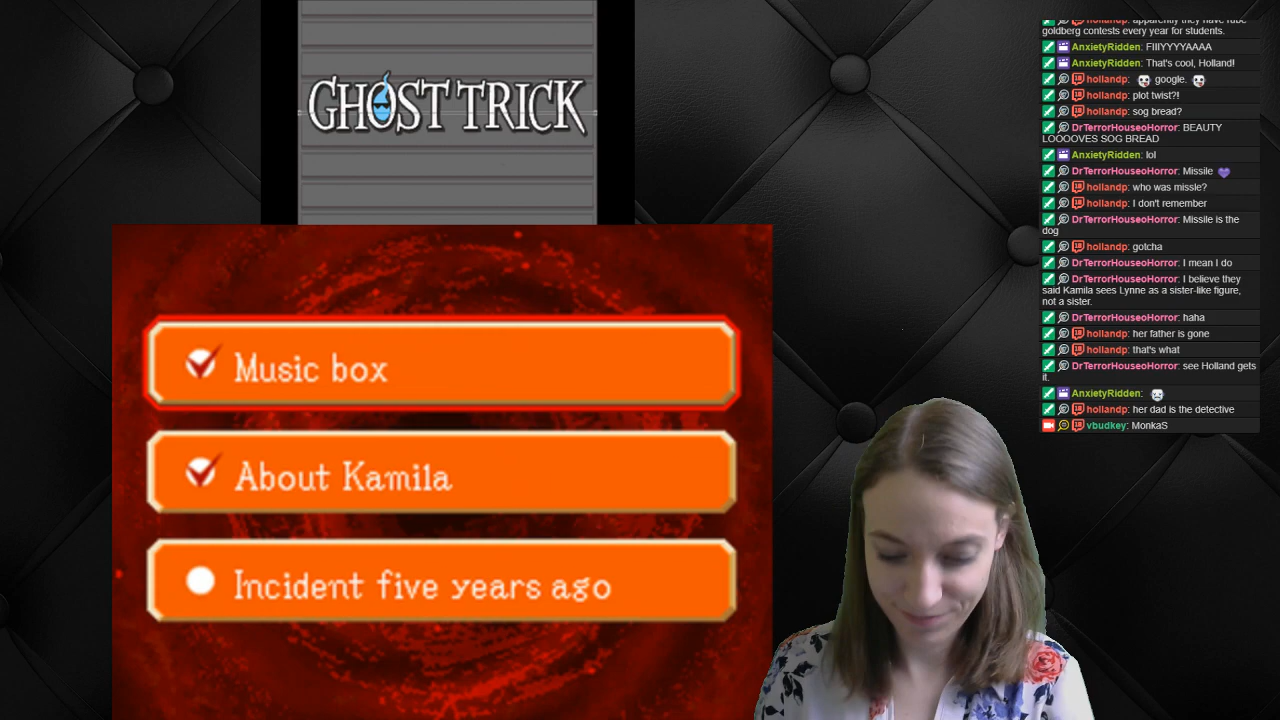 GHOST TRICK
Music box
About Kamila
Incident five years ago
hollandp: apparently they have rube
goldberg contests every year for students.
AnxietyRidden: FIIIYYYYAAAA
AnxietyRidden: That's cool, Holland!
hollandp: google.
hollandp: plot twist?!
hollandp: sog bread?
DrTerrorHouseoHorror: BEAUTY
LOOOOVES SOG BREAD
AnxietyRidden: lol
DrTerrorHouseoHorror: Missile
hollandp: who was missle?
hollandp: I don't remember
DrTerrorHouseoHorror: Missile is the
dog
hollandp: gotcha
DrTerrorHouseoHorror: I mean I do
DrTerrorHouseoHorror: I believe they
said Kamila sees Lynne as a sister-like figure,
not a sister.
DrTerrorHouseoHorror: haha
hollandp: her father is gone
hollandp: that's what
DrTerrorHouseoHorror: see Holland gets
it.
AnxietyRidden:
hollandp: her dad is the detective
vbudkey: MonkaS